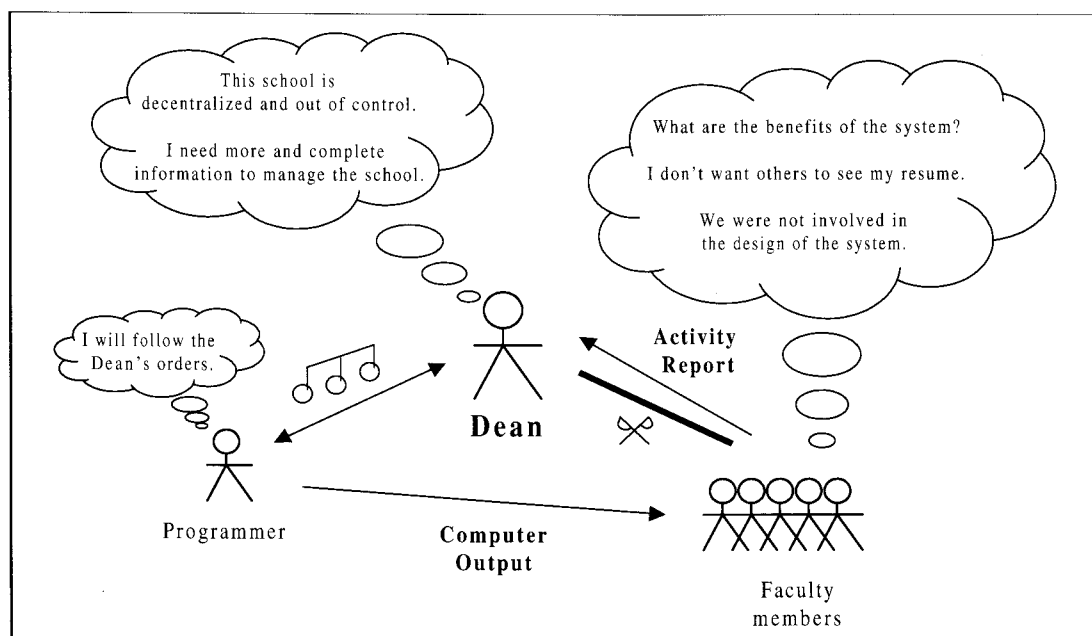 This school is
decentralized and out of control.
I need more and complete
information to manage the school.
What are the benefits of the system?
I don't want others to see my resume.
We were not involved in
the design of the system.
I will follow the
Dean's orders.
Activity
Report
Dean
Programmer
Computer
Output
Faculty
members